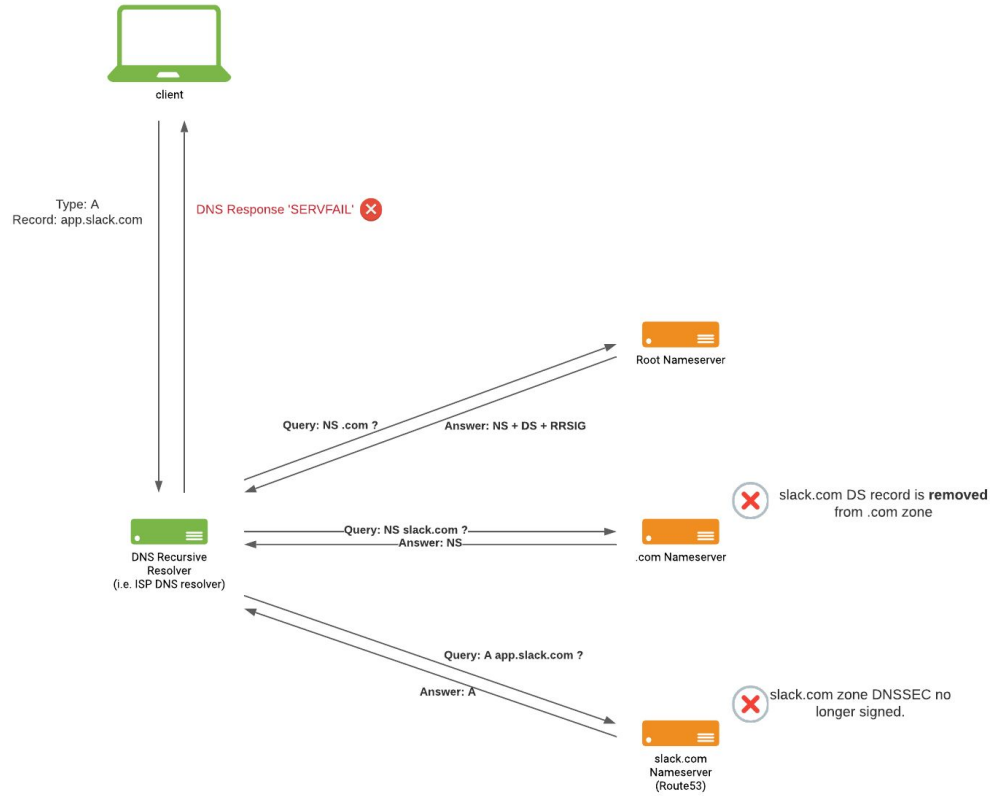 client
Type: A
Record: app.slack.com
DNS Response 'SERVFAIL'
Root Nameserver
Query: NS .com ?
Answer: NS + DS + RRSIG
slack.com DS record is removed
from .com zone
Query: NS slack.com ?
Answer: NS
DNS Recursive
Resolver
(i.e. ISP DNS resolver)
.com Nameserver
Query: A app.slack.com ?
Answer: A
slack.com zone DNSSEC no
longer signed.
slack.com
Nameserver
(Route53)